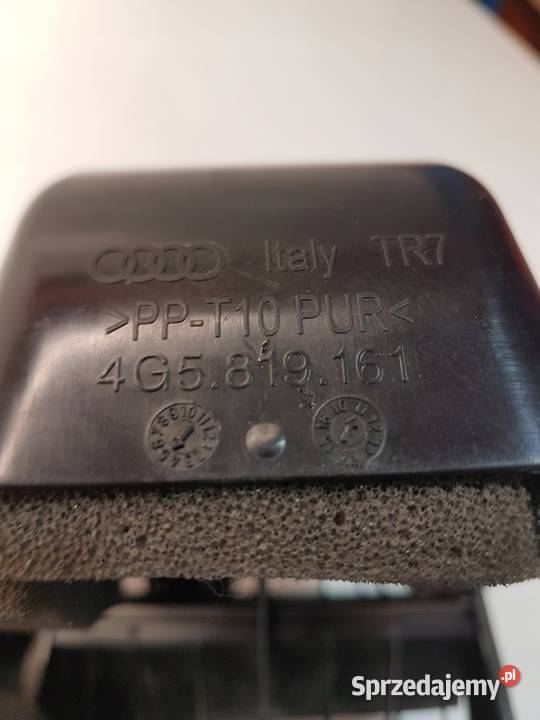 Italy TR7
>PP-T10 PUR<
4G5.819.161
Sprzedajemy.pl